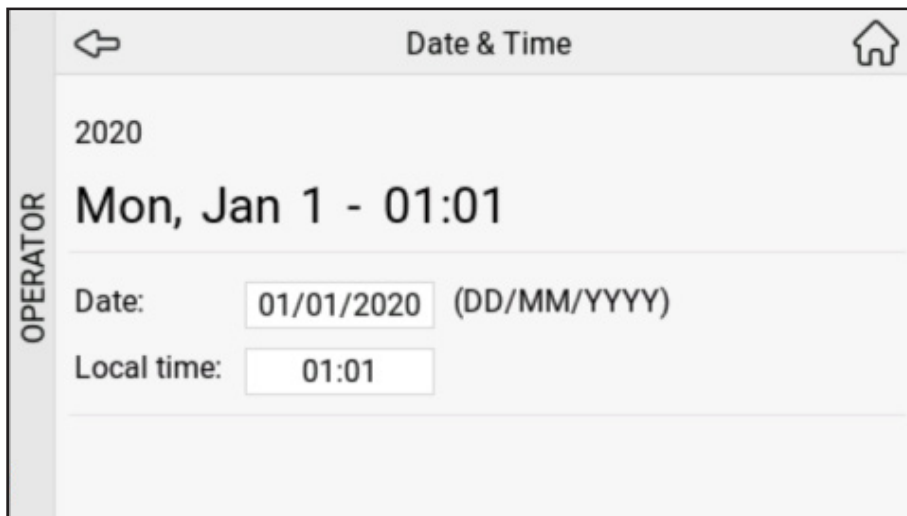 Date & Time
OPERATOR
2020
Mon, Jan 1 - 01:01
Date: 01/01/2020 (DD/MM/YYYY)
Local time: 01:01